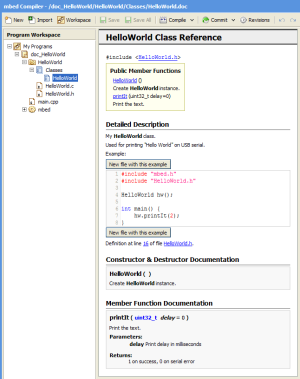 mbed Compiler - /doc_HelloWorld/HelloWorld/Classes/HelloWorld.doc
New Import Workspace Save Save All Compile Commit Revisions
Program Workspace
My Programs
doc_HelloWorld
HelloWorld
Classes
HelloWorld
HelloWorld.c
HelloWorld.h
main.cpp
mbed
HelloWorld Class Reference
#include <HelloWorld.h>
Public Member Functions
HelloWorld ()
Create HelloWorld instance.
printIt (uint32_t delay=0)
Print the text.
Detailed Description
My HelloWorld class.
Used for printing "Hello World" on USB serial.
Example:
New file with this example
1 #include "mbed.h"
2 #include "HelloWorld.h"
3
4 HelloWorld hw();
5
6 int main() {
7 hw.printIt(2);
8 }
New file with this example
Definition at line 16 of file HelloWorld.h.
Constructor & Destructor Documentation
HelloWorld ( )
Create HelloWorld instance.
Member Function Documentation
printIt ( uint32_t delay = 0 )
Print the text.
Parameters:
delay Print delay in miliseconds
Returns:
1 on success, 0 on serial error